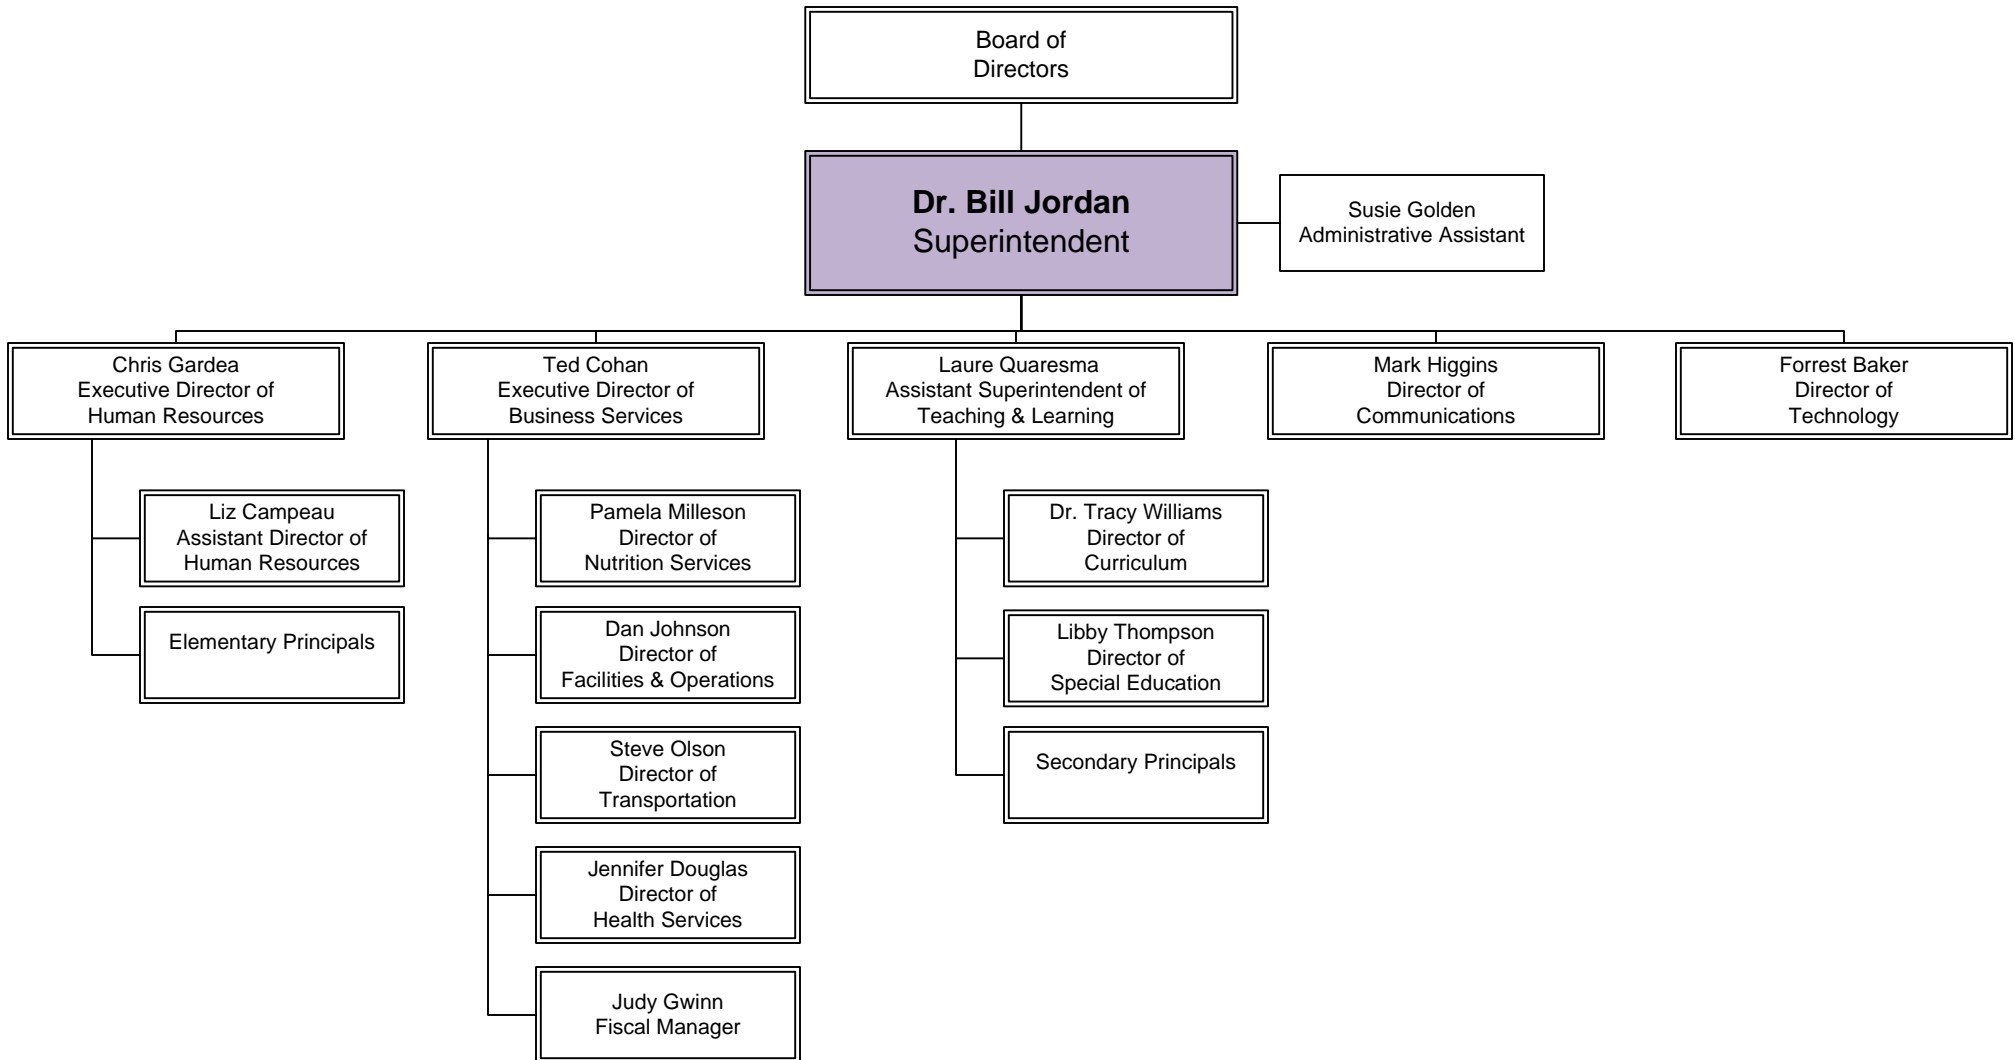 Board of
Directors
Dr. Bill Jordan
Superintendent
Susie Golden
Administrative Assistant
Chris Gardea
Executive Director of
Human Resources
Ted Cohan
Executive Director of
Business Services
Laure Quaresma
Assistant Superintendent of
Teaching & Learning
Mark Higgins
Director of
Communications
Forrest Baker
Director of
Technology
Liz Campeau
Assistant Director of
Human Resources
Elementary Principals
Pamela Milleson
Director of
Nutrition Services
Dan Johnson
Director of
Facilities & Operations
Steve Olson
Director of
Transportation
Jennifer Douglas
Director of
Health Services
Judy Gwinn
Fiscal Manager
Dr. Tracy Williams
Director of
Curriculum
Libby Thompson
Director of
Special Education
Secondary Principals